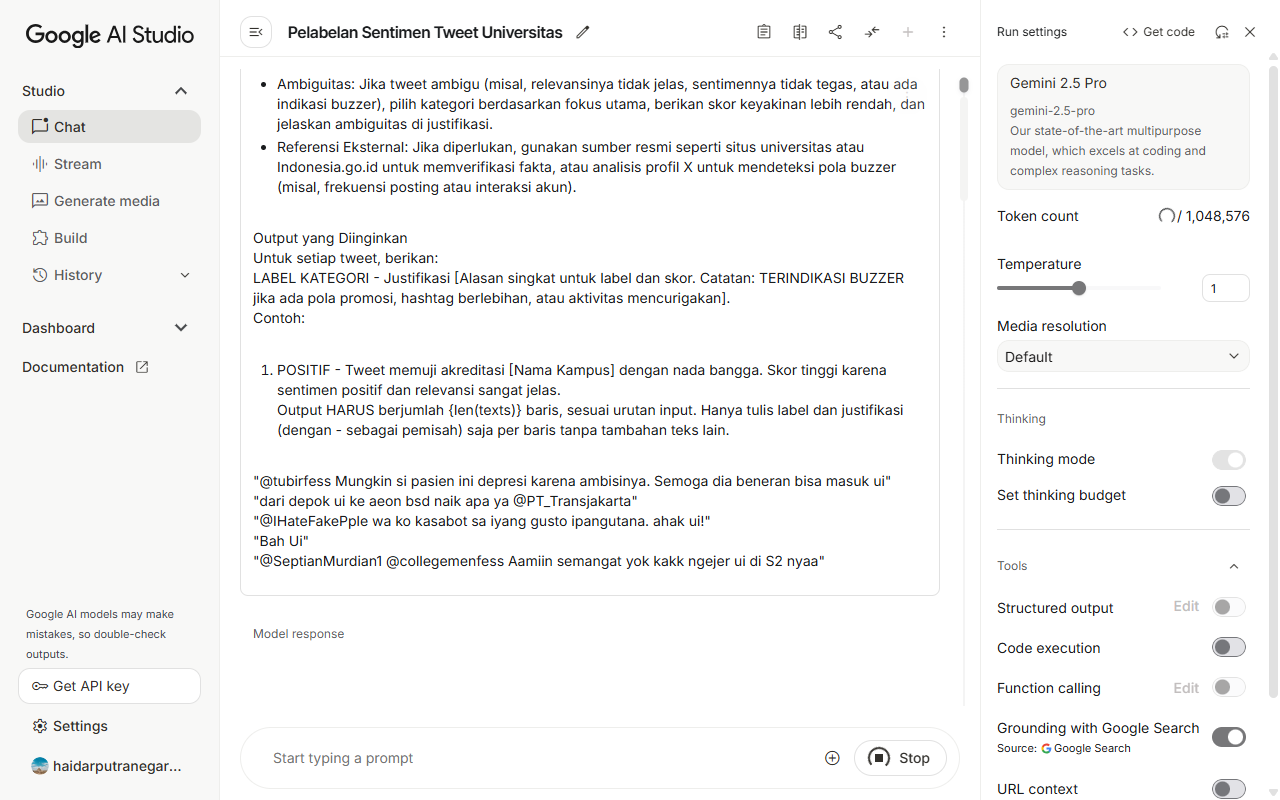 Google AI Studio
Studio
Chat
Stream
Generate media
Build
History
Dashboard
Documentation
Google AI models may make
mistakes, so double-check
outputs.
Get API key
Settings
haidarputranegar...
Pelabelan Sentimen Tweet Universitas
• Ambiguitas: Jika tweet ambigu (misal, relevansinya tidak jelas, sentimennya tidak tegas, atau ada
indikasi buzzer), pilih kategori berdasarkan fokus utama, berikan skor keyakinan lebih rendah, dan
jelaskan ambiguitas di justifikasi.
• Referensi Eksternal: Jika diperlukan, gunakan sumber resmi seperti situs universitas atau
Indonesia.go.id untuk memverifikasi fakta, atau analisis profil X untuk mendeteksi pola buzzer
(misal, frekuensi posting atau interaksi akun).
Output yang Diinginkan
Untuk setiap tweet, berikan:
LABEL KATEGORI - Justifikasi [Alasan singkat untuk label dan skor. Catatan: TERINDIKASI BUZZER
jika ada pola promosi, hashtag berlebihan, atau aktivitas mencurigakan].
Contoh:
1. POSITIF - Tweet memuji akreditasi [Nama Kampus] dengan nada bangga. Skor tinggi karena
sentimen positif dan relevansi sangat jelas.
Output HARUS berjumlah {len(texts)} baris, sesuai urutan input. Hanya tulis label dan justifikasi
(dengan - sebagai pemisah) saja per baris tanpa tambahan teks lain.
"@tubirfess Mungkin si pasien ini depresi karena ambisinya. Semoga dia beneran bisa masuk ui"
"dari depok ui ke aeon bsd naik apa ya @PT_Transjakarta"
"@IHateFakePple wa ko kasabot sa iyang gusto ipangutana. ahak ui!"
"Bah Ui"
"@SeptianMurdian1 @collegemenfess Aamiin semangat yok kakk ngejer ui di S2 nyaa"
Model response
Start typing a prompt
Stop
Run settings
<> Get code
Gemini 2.5 Pro
gemini-2.5-pro
Our state-of-the-art multipurpose
model, which excels at coding and
complex reasoning tasks.
Token count / 1,048,576
Temperature
1
Media resolution
Default
Thinking
Thinking mode
Set thinking budget
Tools
Structured output Edit
Code execution
Function calling Edit
Grounding with Google Search
Source: Google Search
URL context